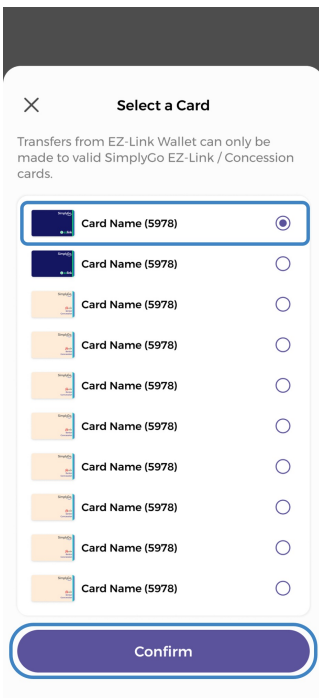 Select a Card
Transfers from EZ-Link Wallet can only be
made to valid SimplyGo EZ-Link / Concession
cards.
Card Name (5978)
Card Name (5978)
Card Name (5978)
Card Name (5978)
Card Name (5978)
Card Name (5978)
Card Name (5978)
Card Name (5978)
Card Name (5978)
Card Name (5978)
Confirm